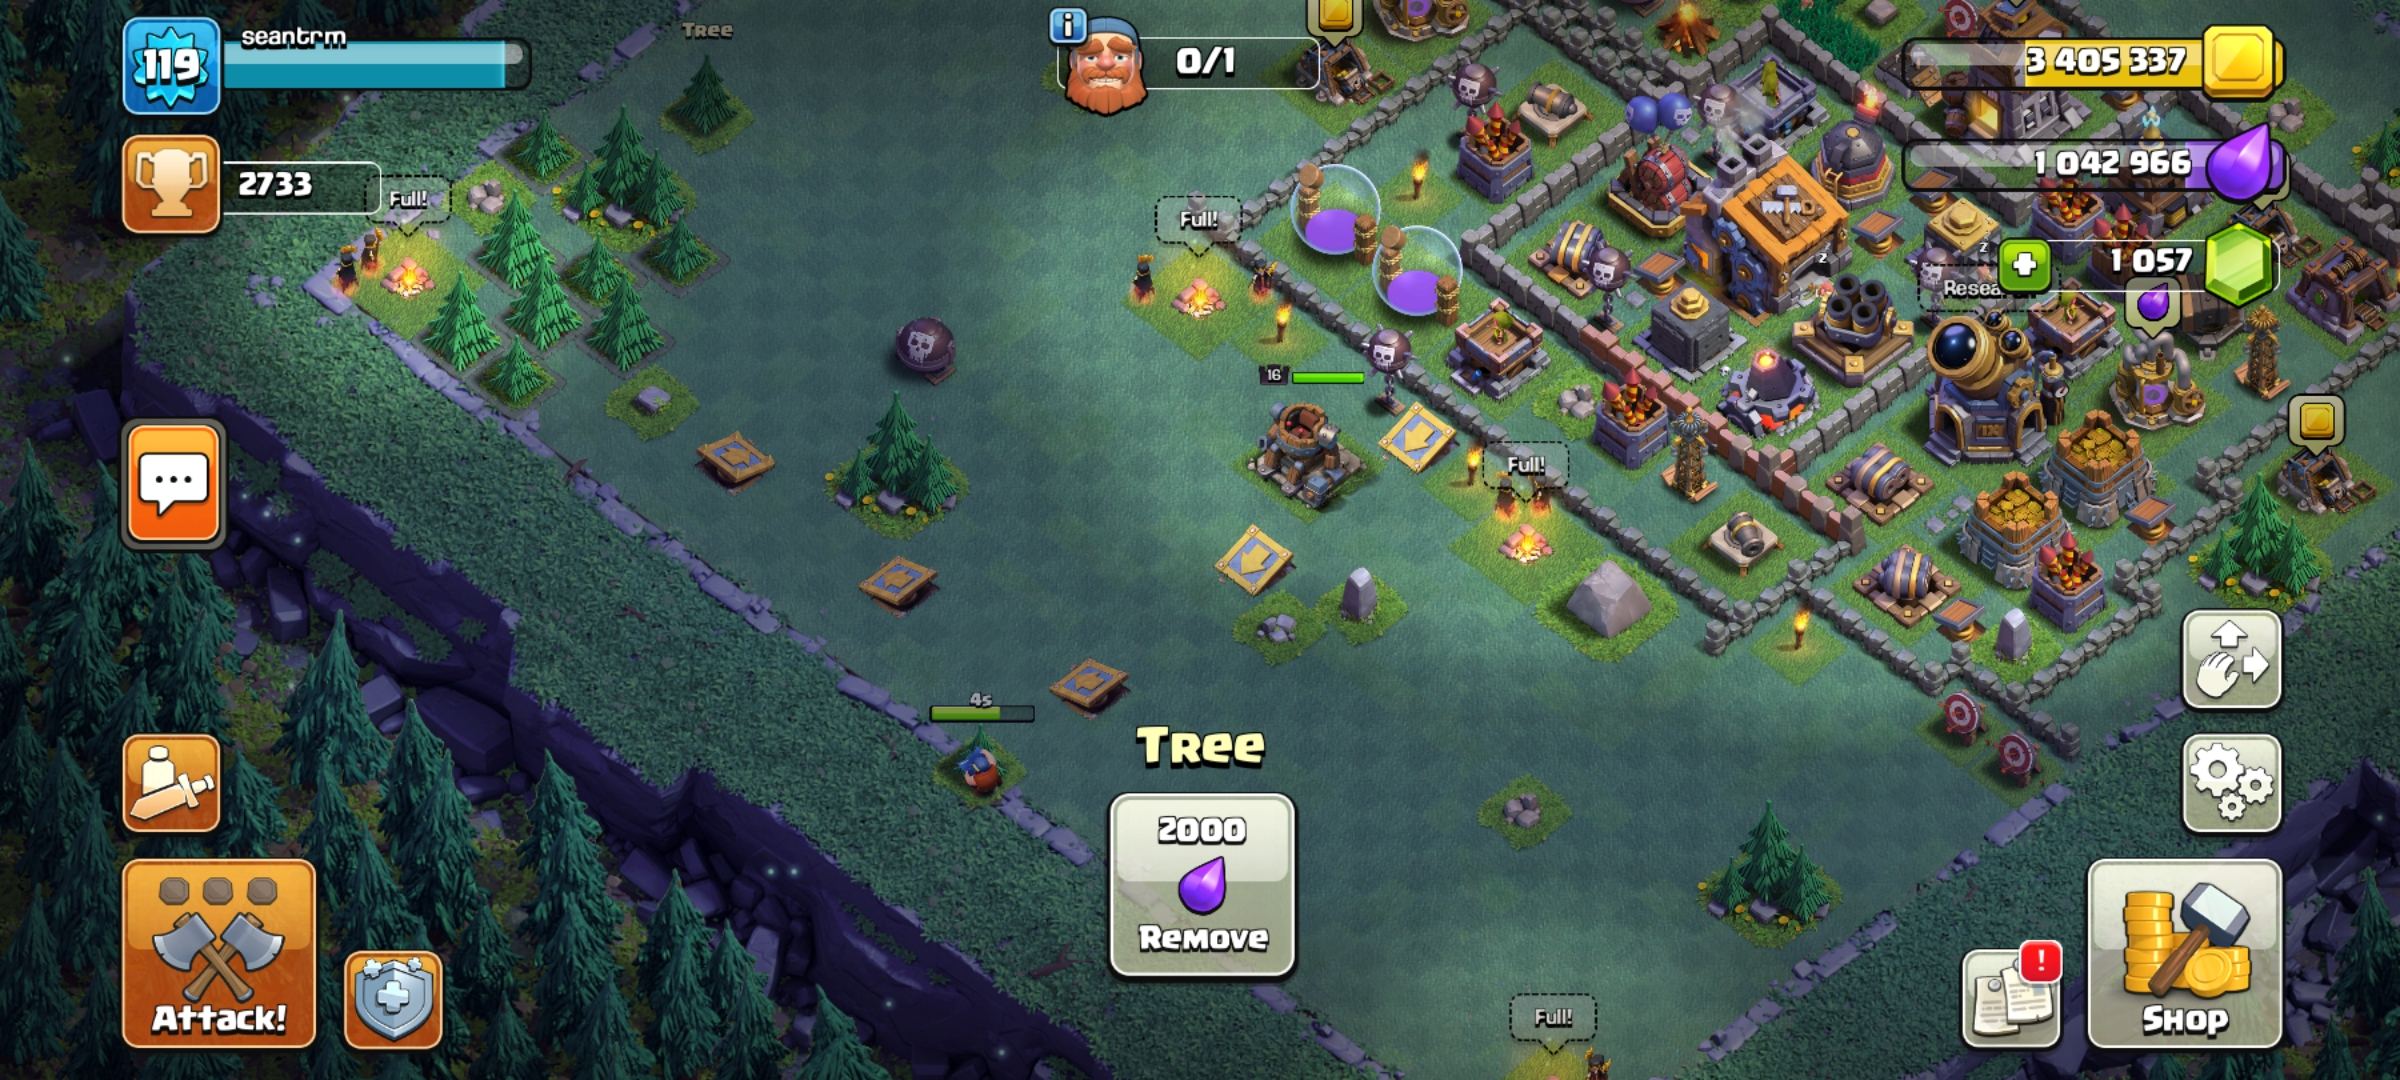 119
seantrm
Tree
0/1
3 405 337
2733
Full!
1 042 966
Full!
z
z
1 057
16
Full!
4s
Tree
2000
Remove
Attack!
!
Full!
Shop